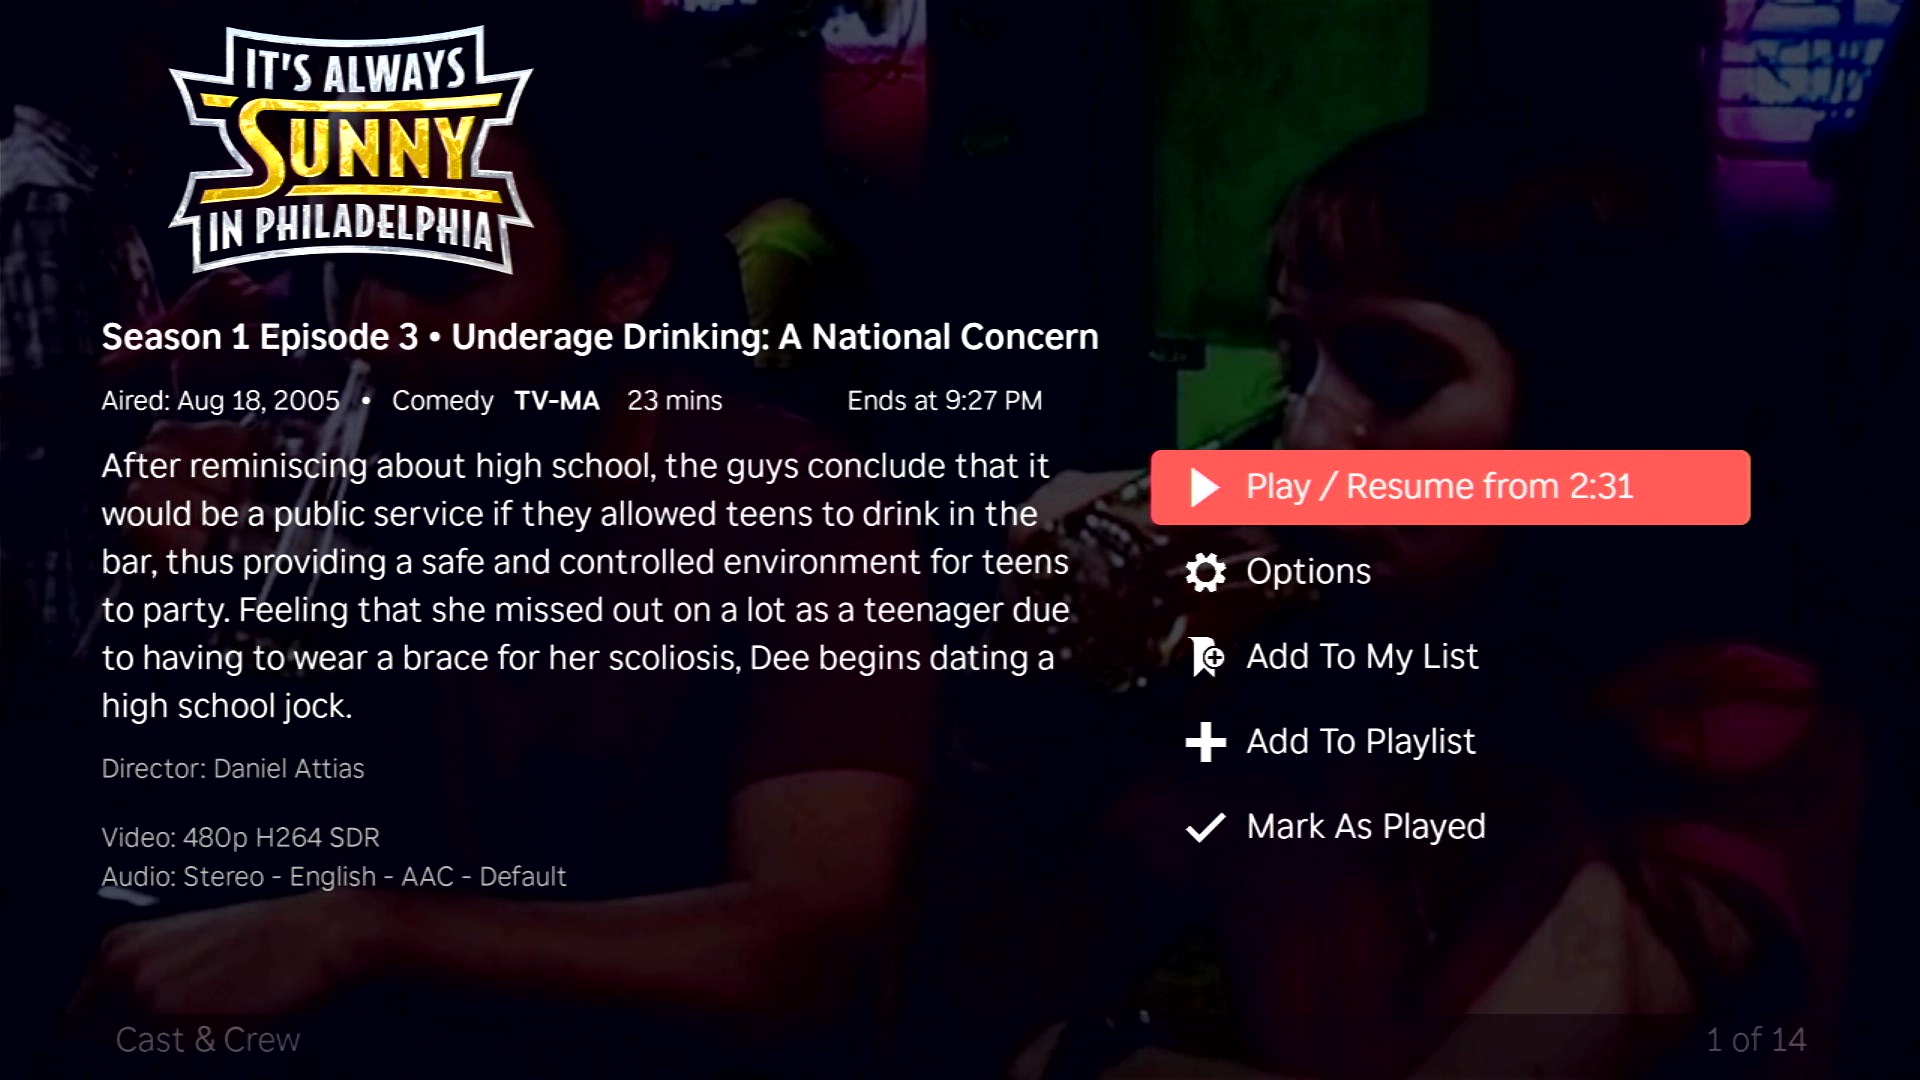 IT'S ALWAYS
SUNNY
IN PHILADELPHIA
Season 1 Episode 3 • Underage Drinking: A National Concern
Aired: Aug 18, 2005 • Comedy TV-MA 23 mins Ends at 9:27 PM
After reminiscing about high school, the guys conclude that it
would be a public service if they allowed teens to drink in the
bar, thus providing a safe and controlled environment for teens
to party. Feeling that she missed out on a lot as a teenager due
to having to wear a brace for her scoliosis, Dee begins dating a
high school jock.
Director: Daniel Attias
Video: 480p H264 SDR
Audio: Stereo - English - AAC - Default
Play / Resume from 2:31
Options
Add To My List
Add To Playlist
Mark As Played
Cast & Crew
1 of 14